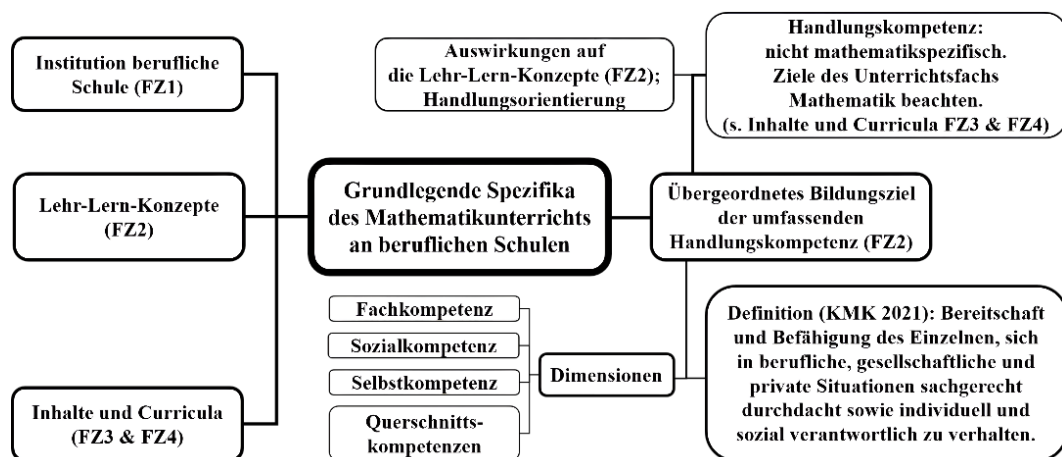 Institution berufliche
Schule (FZ1)
Lehr-Lern-Konzepte
(FZ2)
Inhalte und Curricula
(FZ3 & FZ4)
Grundlegende Spezifika
des Mathematikunterrichts
an beruflichen Schulen
Auswirkungen auf
die Lehr-Lern-Konzepte (FZ2);
Handlungsorientierung
Handlungskompetenz:
nicht mathematikspezifisch.
Ziele des Unterrichtsfachs
Mathematik beachten.
(s. Inhalte und Curricula FZ3 & FZ4)
Übergeordnetes Bildungsziel
der umfassenden
Handlungskompetenz (FZ2)
Fachkompetenz
Sozialkompetenz
Selbstkompetenz
Querschnitts-
kompetenzen
Dimensionen
Definition (KMK 2021): Bereitschaft
und Befähigung des Einzelnen, sich
in berufliche, gesellschaftliche und
private Situationen sachgerecht
durchdacht sowie individuell und
sozial verantwortlich zu verhalten.